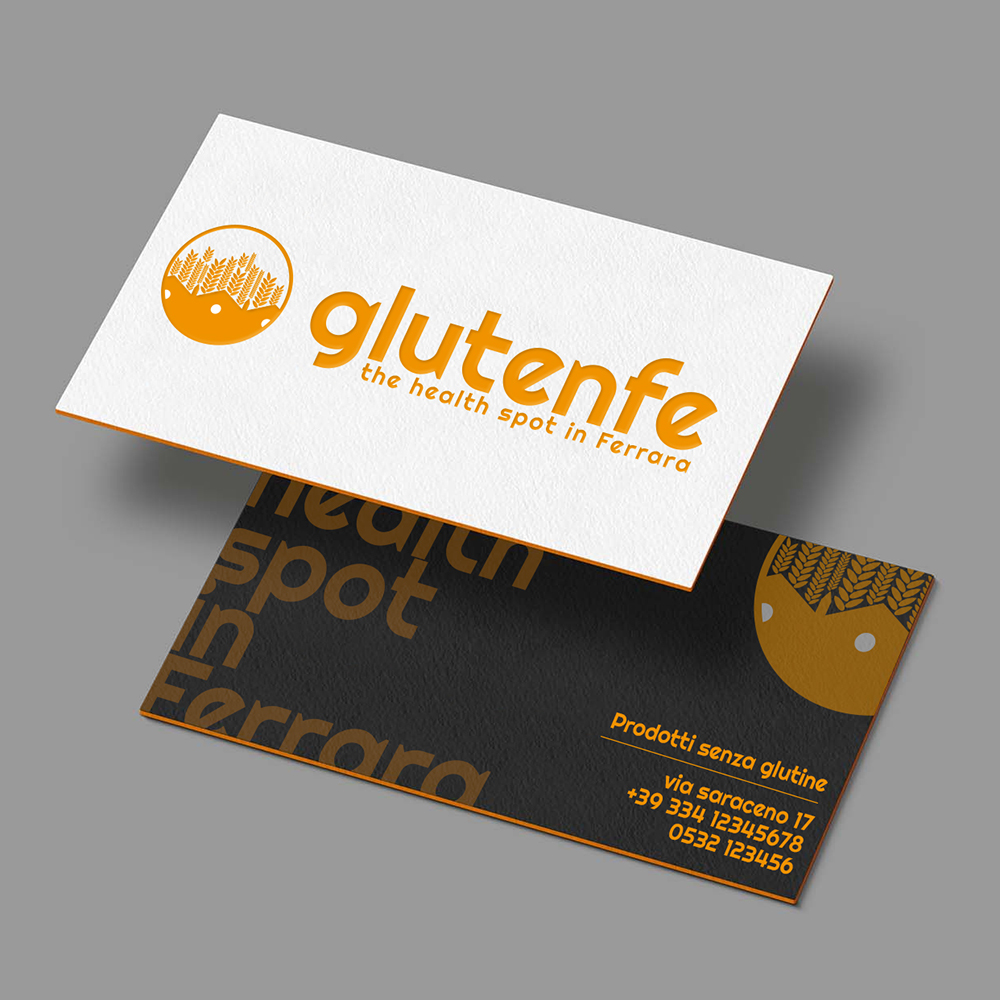 glutenfe
the health spot in Ferrara
health
spot
in
Ferrara
Prodotti senza glutine
via saraceno 17
+39 334 12345678
0532 123456